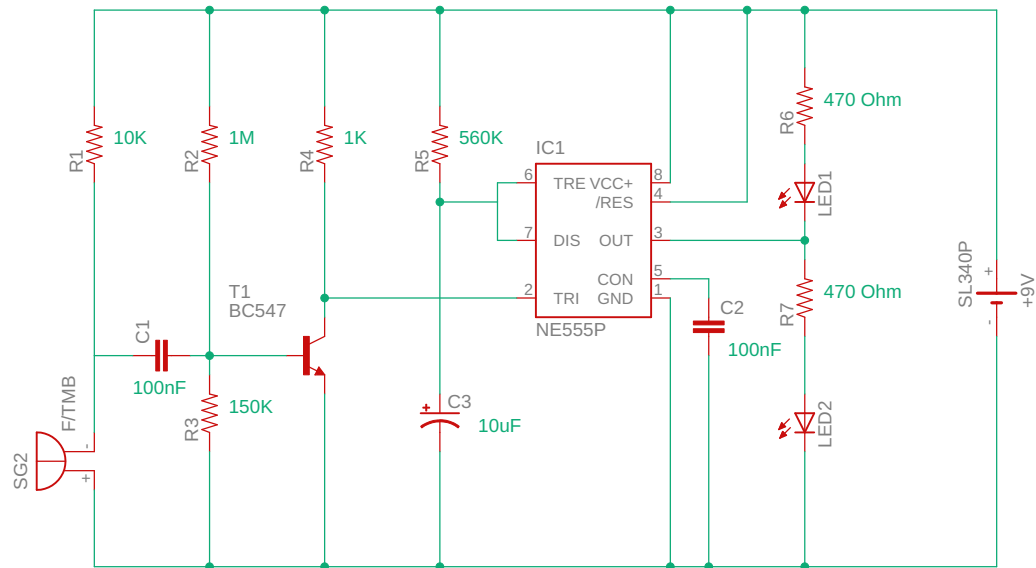 R1
10K
R2
1M
R4
1K
R5
560K
R6
470 Ohm
LED1
IC1
6
TRE
VCC+
8
/RES
4
7
DIS
OUT
3
CON
5
2
TRI
GND
1
NE555P
T1
BC547
C1
100nF
R3
150K
F/TMB
SG2
-
+
+
C3
10uF
C2
100nF
R7
470 Ohm
LED2
SL340P
+
-
+9V